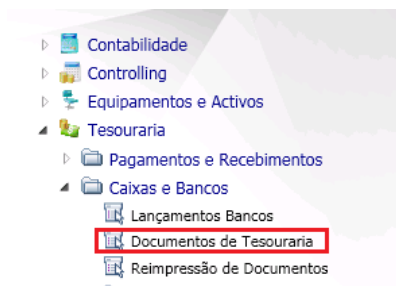 Contabilidade
Controlling
Equipamentos e Activos
Tesouraria
Pagamentos e Recebimentos
Caixas e Bancos
Lançamentos Bancos
Documentos de Tesouraria
Reimpressão de Documentos